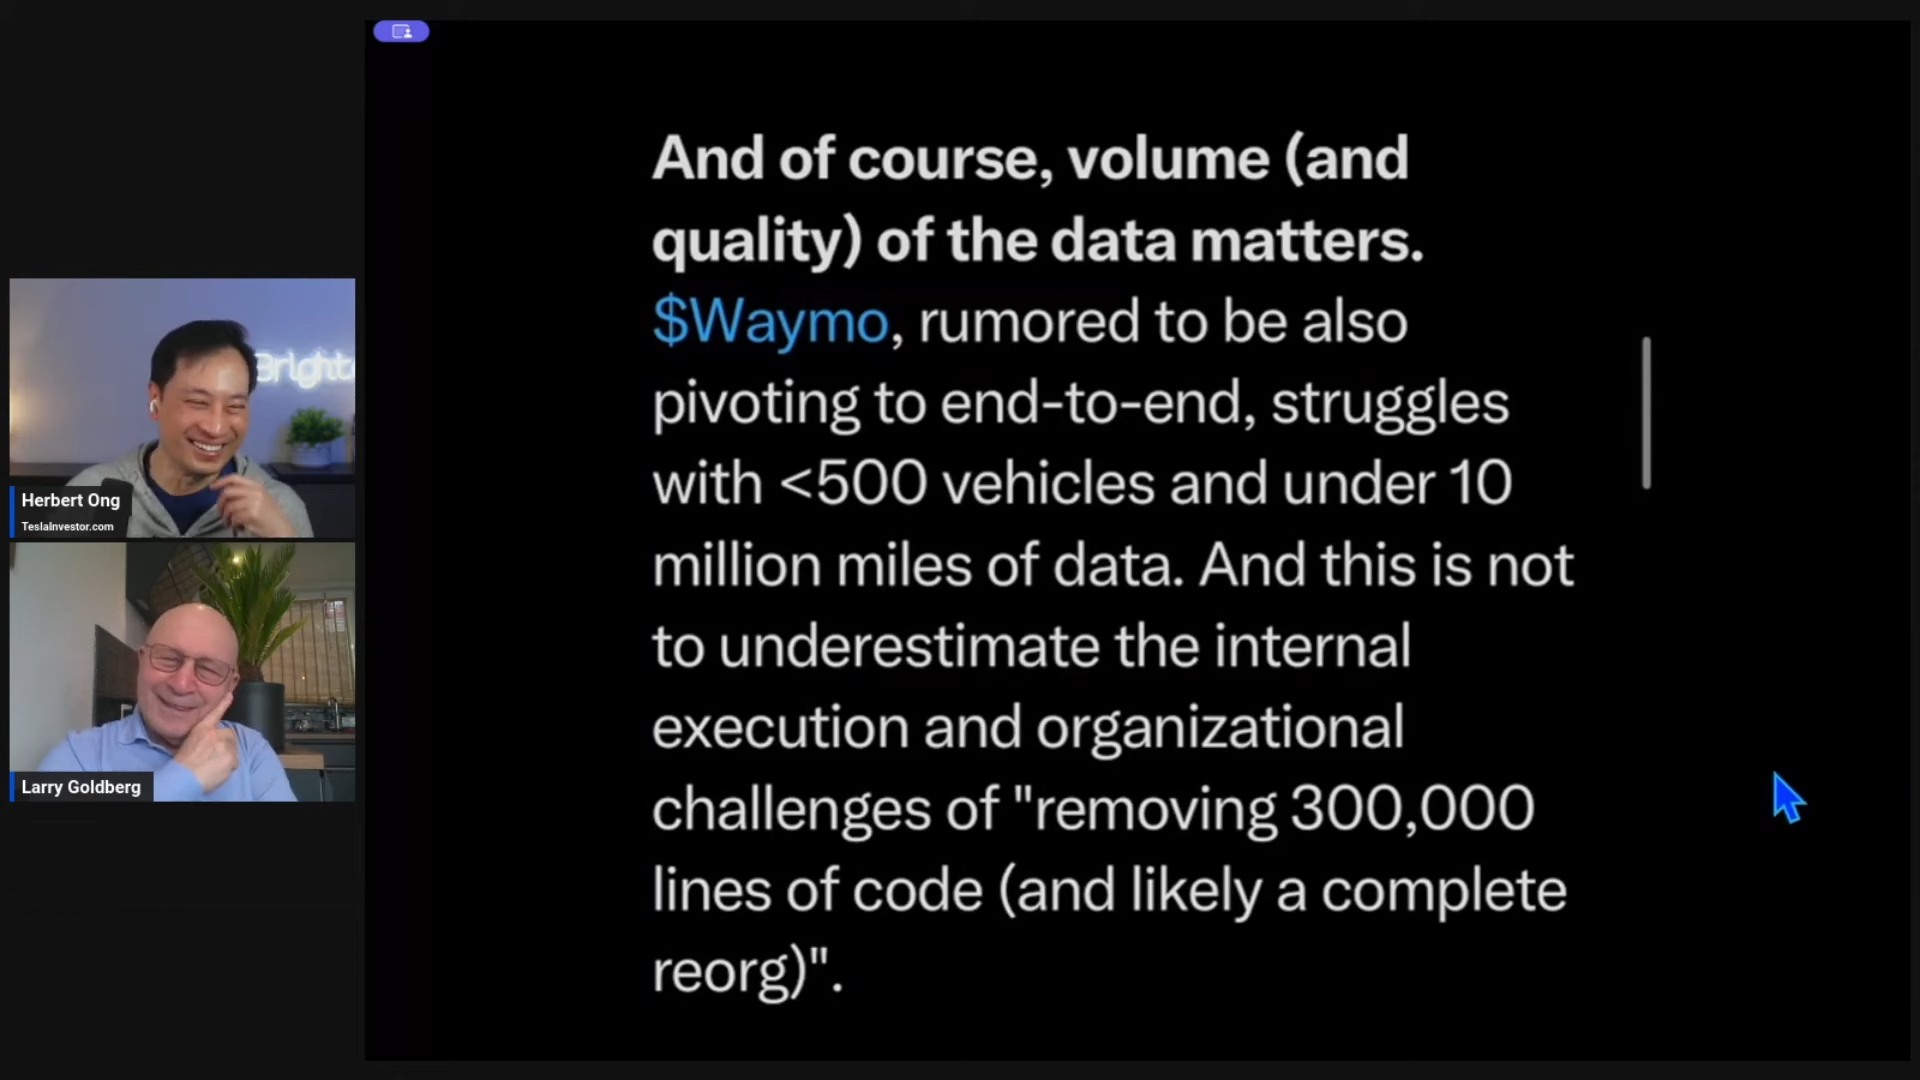 And of course, volume (and
quality) of the data matters.
$Waymo, rumored to be also
pivoting to end-to-end, struggles
with <500 vehicles and under 10
million miles of data. And this is not
to underestimate the internal
execution and organizational
challenges of "removing 300,000
lines of code (and likely a complete
reorg)".
Brighte
Herbert Ong
TeslaInvestor.com
Larry Goldberg